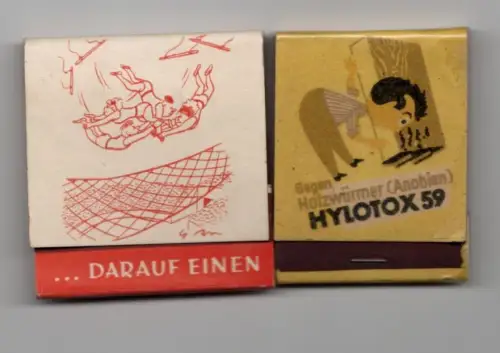 ... DARAUF EINEN
Gegen
Holzwürmer (Anobien)
HYLOTOX 59